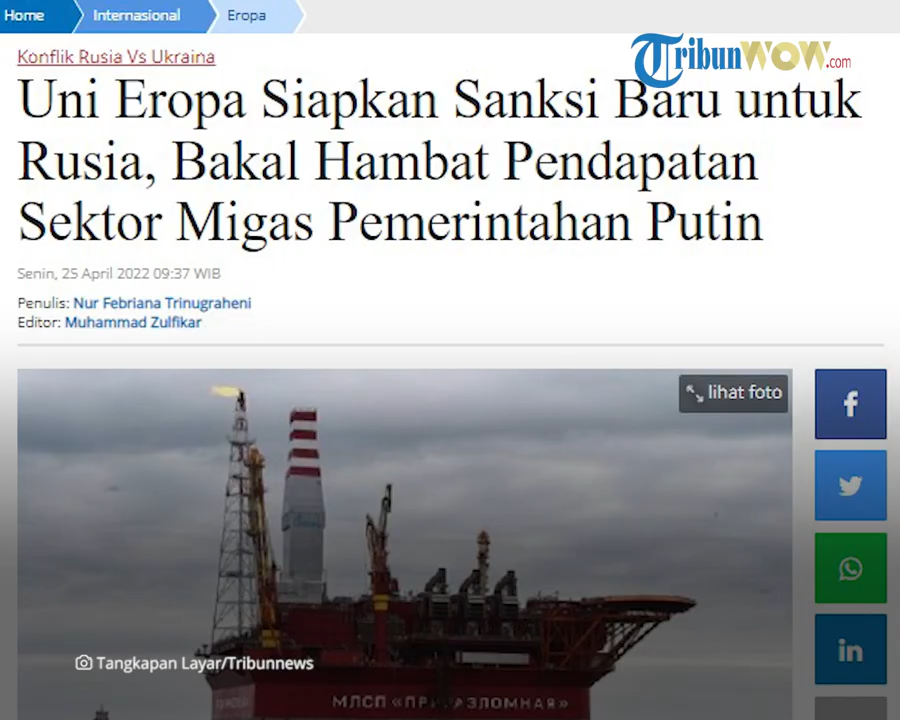 Home Internasional Eropa
Konflik Rusia Vs Ukraina
TribunWOW.com
Uni Eropa Siapkan Sanksi Baru untuk
Rusia, Bakal Hambat Pendapatan
Sektor Migas Pemerintahan Putin
Senin, 25 April 2022 09:37 WIB
Penulis: Nur Febriana Trinugraheni
Editor: Muhammad Zulfikar
lihat foto
Tangkapan Layar/Tribunnews
МЛСП «ПРИРАЗЛОМНАЯ»